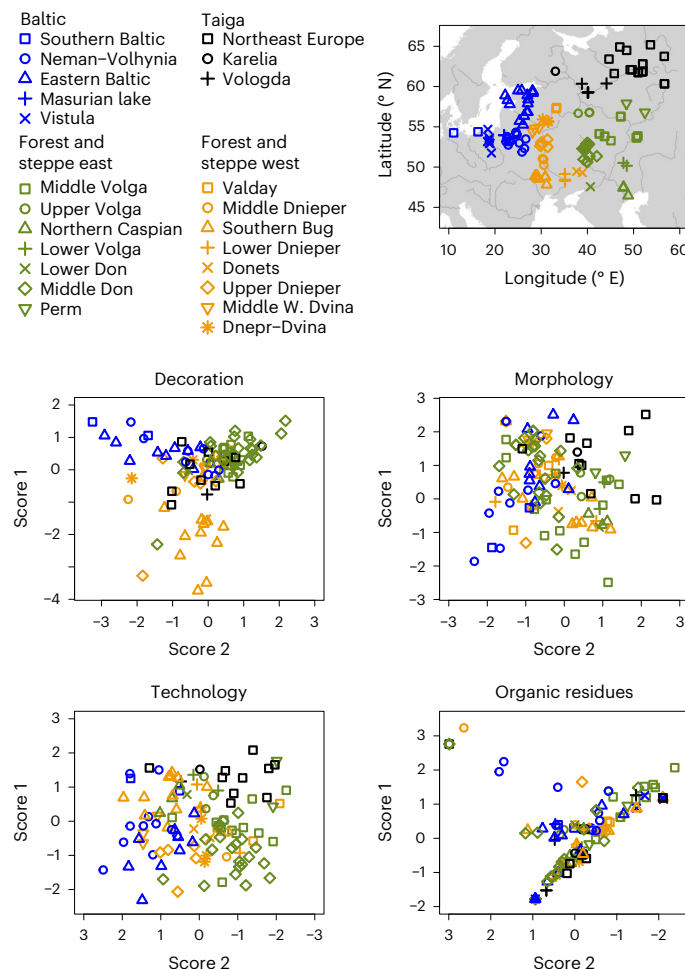 Baltic
Southern Baltic
Neman–Volhynia
Eastern Baltic
Masurian lake
Vistula
Taiga
Northeast Europe
Karelia
Vologda
Forest and
steppe east
Middle Volga
Upper Volga
Northern Caspian
Lower Volga
Lower Don
Middle Don
Perm
Forest and
steppe west
Valday
Middle Dnieper
Southern Bug
Lower Dnieper
Donets
Upper Dnieper
Middle W. Dvina
Dnepr–Dvina
Latitude (° N)
65
60
55
50
45
10 20 30 40 50 60
Longitude (° E)
Decoration
Score 1
2
1
0
−2
−4
−3 −2 −1 0 1 2 3
Score 2
Morphology
Score 1
3
2
1
0
−1
−3
−3 −2 −1 0 1 2 3
Score 2
Technology
Score 1
2
1
0
−1
−2
3 2 1 0 −1 −2 −3
Score 2
Organic residues
Score 1
3
2
1
0
−1
−2
3 2 1 0 −1 −2
Score 2